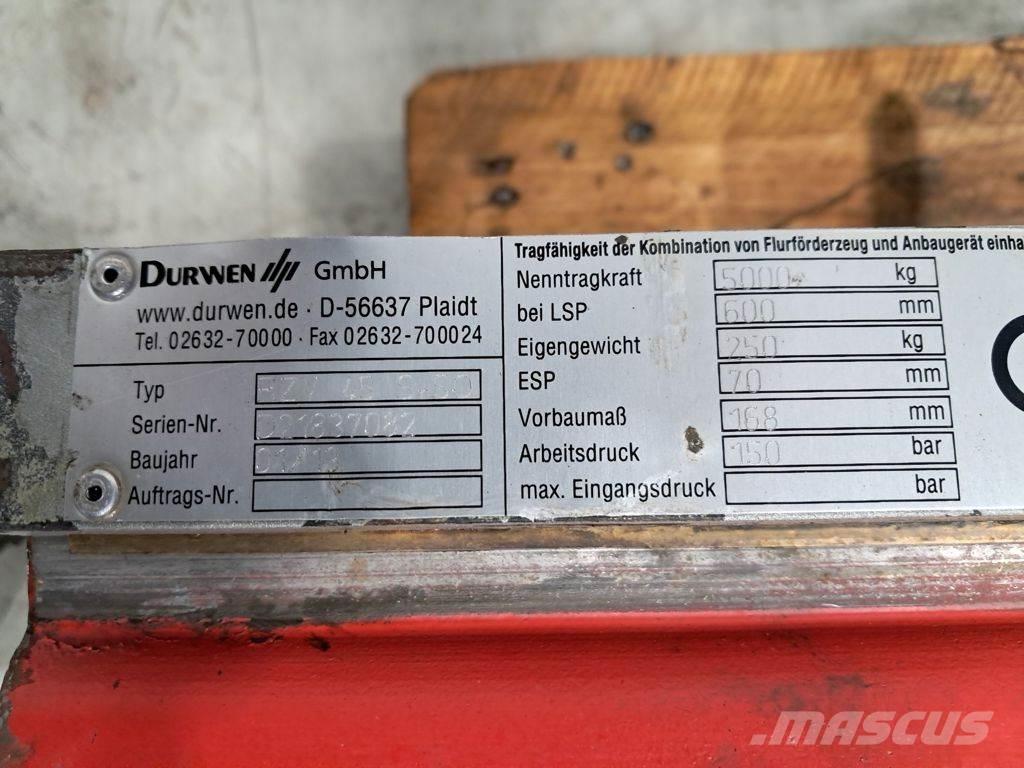 DURWEN GmbH
www.durwen.de · D-56637 Plaidt
Tel. 02632-70000 · Fax 02632-700024
Typ
Serien-Nr.
Baujahr 01/13
Auftrags-Nr.
Tragfähigkeit der Kombination von Flurförderzeug und Anbaugerät
Nenntragkraft 5000 kg
bei LSP 600 mm
Eigengewicht 250 kg
ESP 70 mm
Vorbaumaß 168 mm
Arbeitsdruck 150 bar
max. Eingangsdruck bar
MASCUS